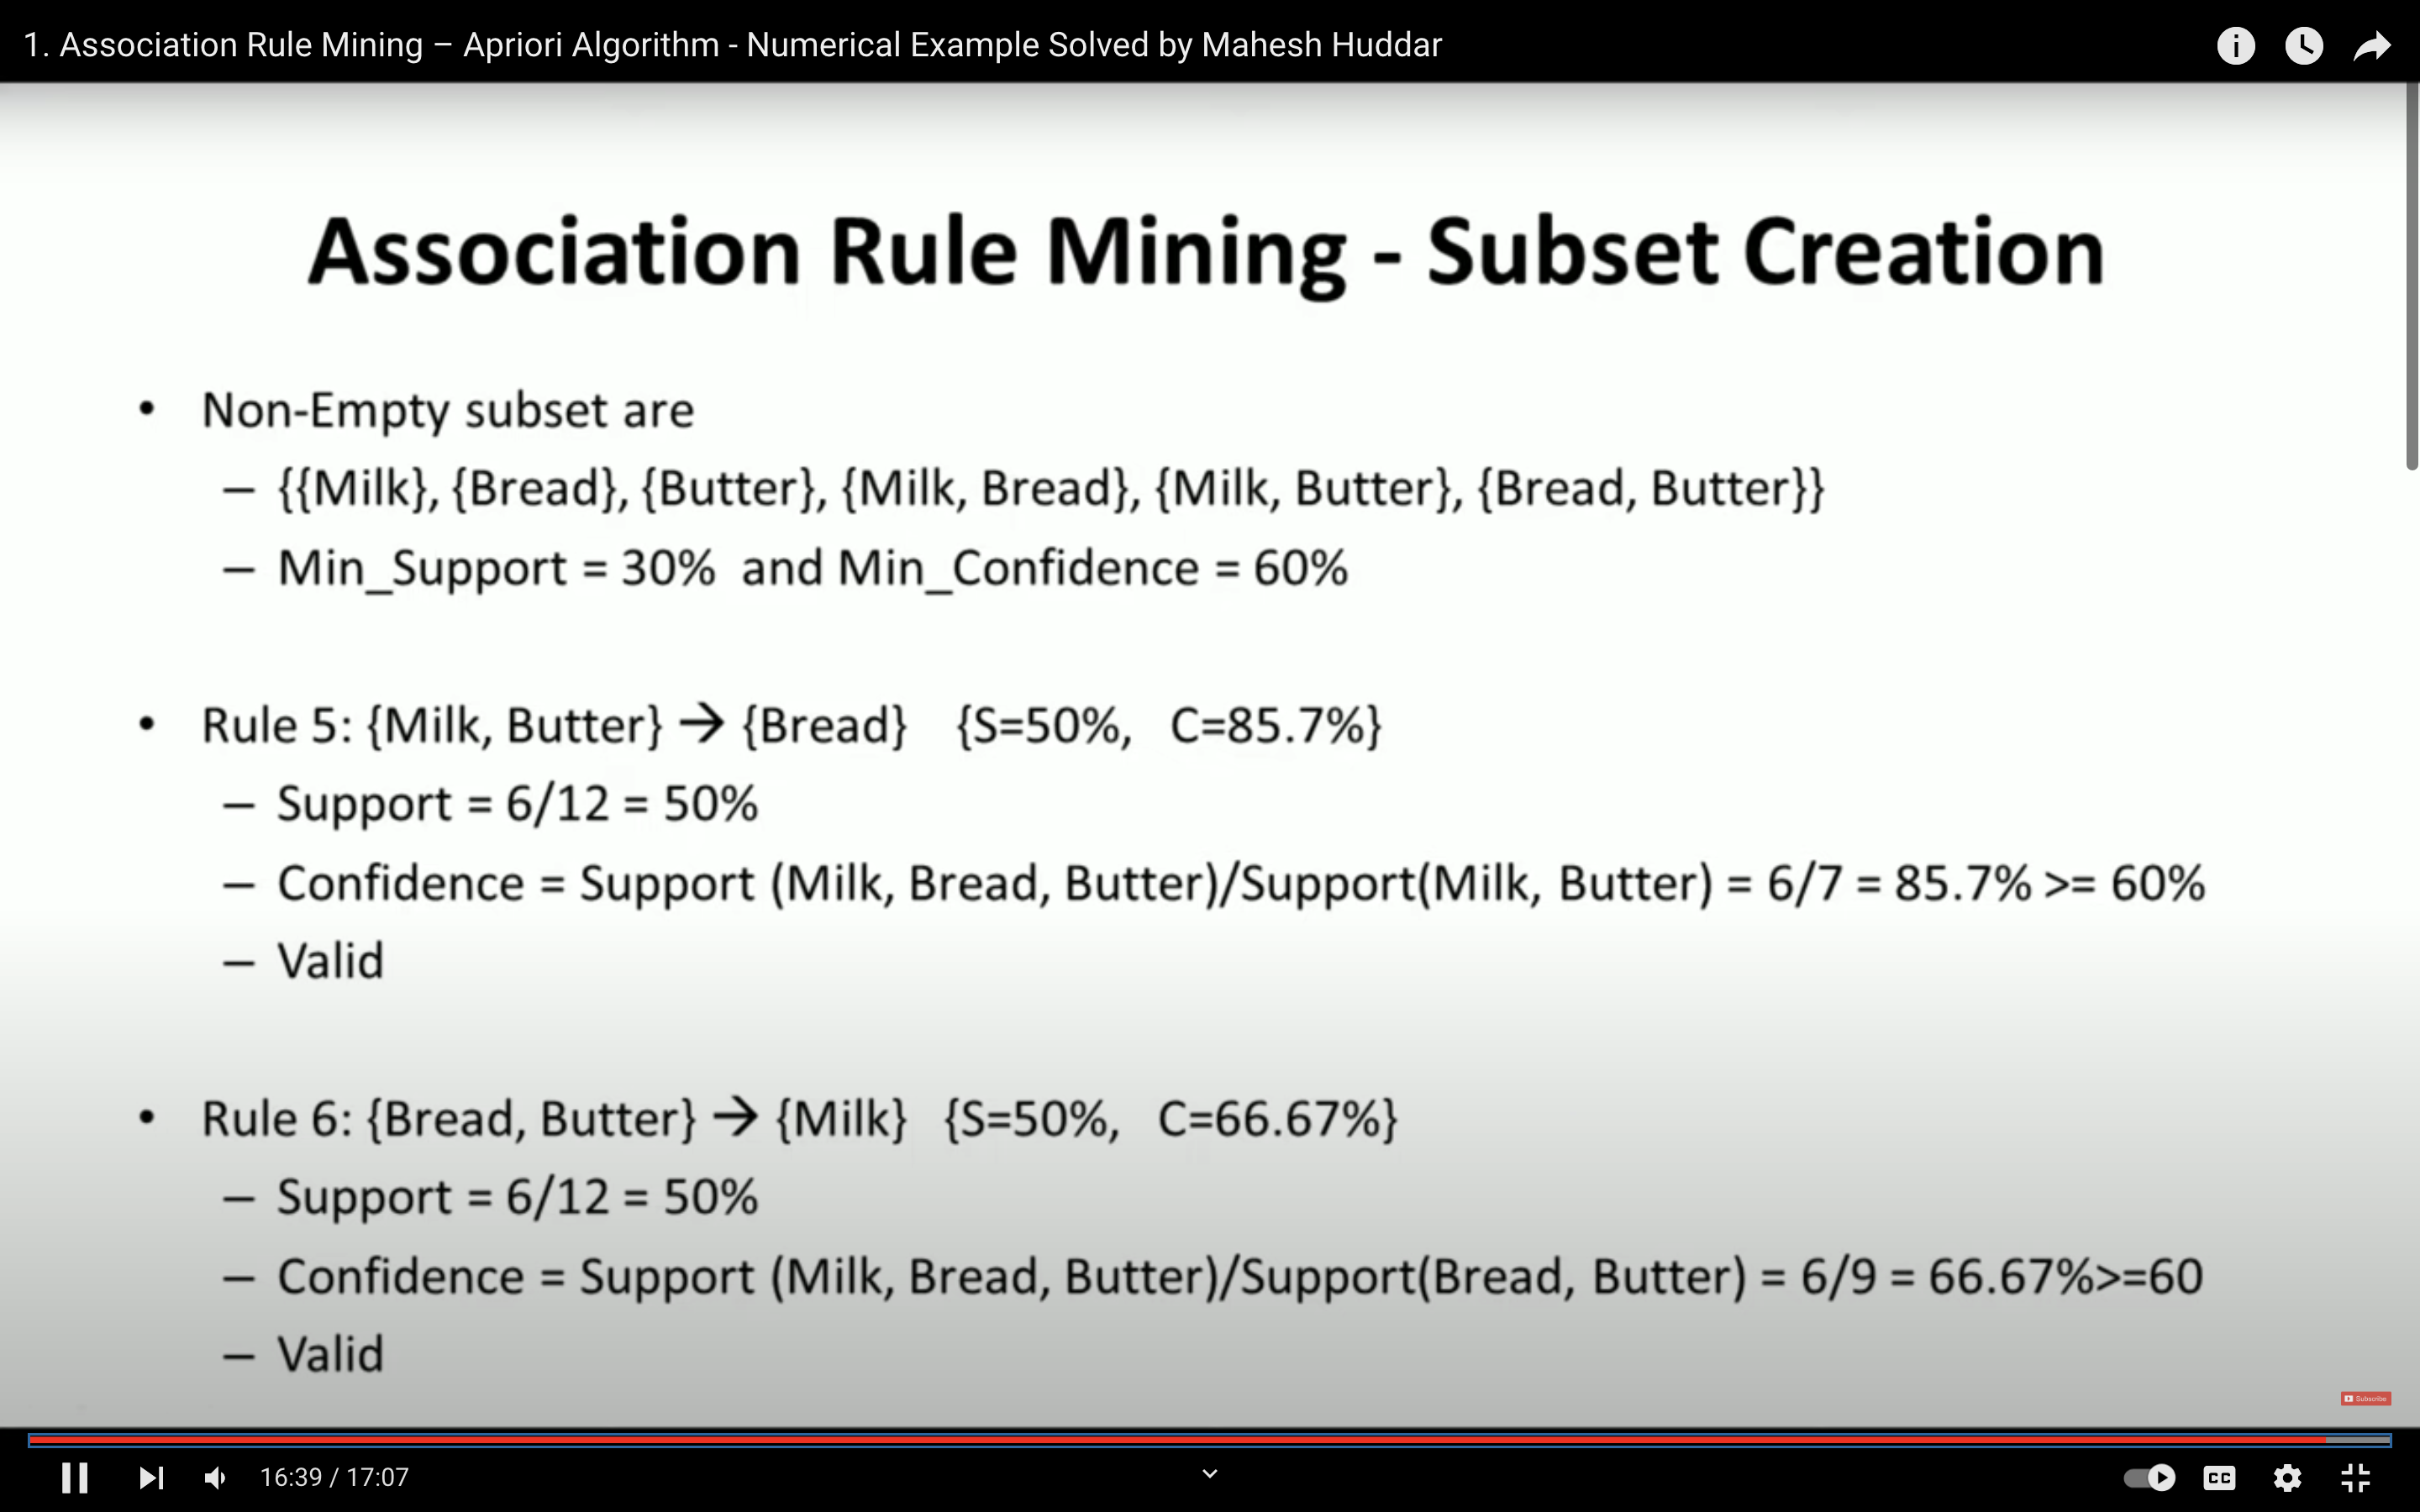 1. Association Rule Mining – Apriori Algorithm - Numerical Example Solved by Mahesh Huddar
Association Rule Mining - Subset Creation
• Non-Empty subset are
– {{Milk}, {Bread}, {Butter}, {Milk, Bread}, {Milk, Butter}, {Bread, Butter}}
– Min_Support = 30% and Min_Confidence = 60%
• Rule 5: {Milk, Butter} → {Bread} {S=50%, C=85.7%}
– Support = 6/12 = 50%
– Confidence = Support (Milk, Bread, Butter)/Support(Milk, Butter) = 6/7 = 85.7% >= 60%
– Valid
• Rule 6: {Bread, Butter} → {Milk} {S=50%, C=66.67%}
– Support = 6/12 = 50%
– Confidence = Support (Milk, Bread, Butter)/Support(Bread, Butter) = 6/9 = 66.67%>=60
– Valid
Subscribe
16:39 / 17:07
CC